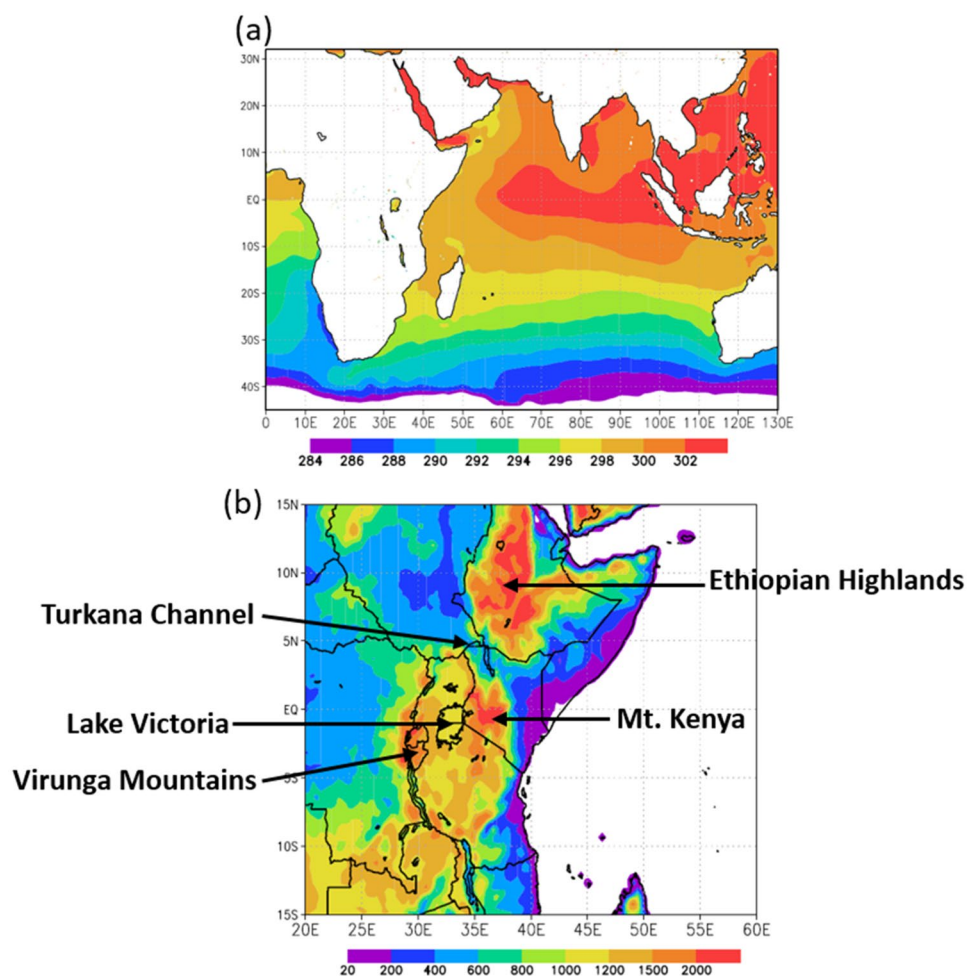 (a)
30N
20N
10N
EQ
10S
20S
30S
40S
0 10E 20E 30E 40E 50E 60E 70E 80E 90E 100E 110E 120E 130E
284 286 288 290 292 294 296 298 300 302
(b)
15N
10N
Ethiopian Highlands
Turkana Channel
5N
Lake Victoria
EQ
Mt. Kenya
Virunga Mountains
5S
10S
15S
20E 25E 30E 35E 40E 45E 50E 55E 60E
20 200 400 600 800 1000 1200 1500 2000